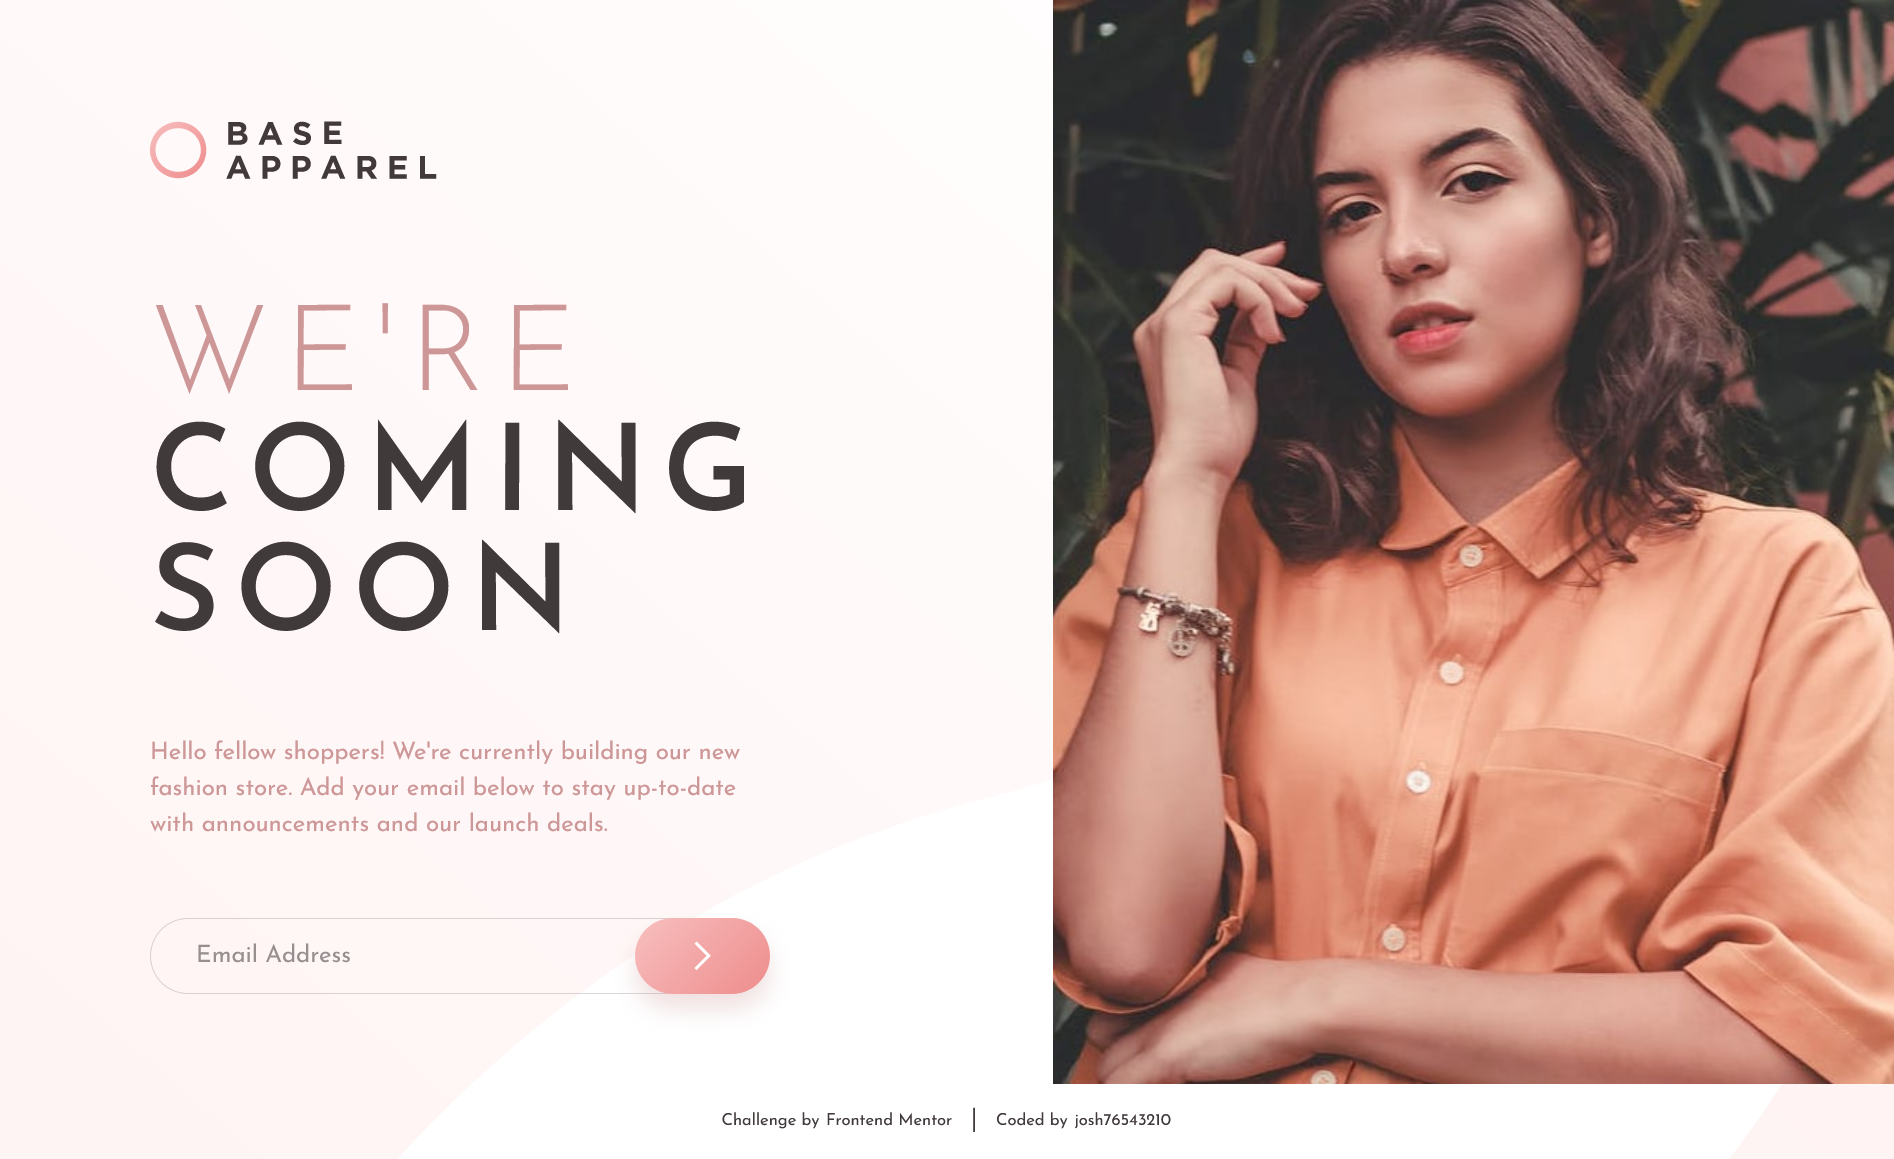 BASE
APPAREL
WE'RE
COMING
SOON
Hello fellow shoppers! We're currently building our new
fashion store. Add your email below to stay up-to-date
with announcements and our launch deals.
Email Address
Challenge by Frontend Mentor | Coded by josh76543210